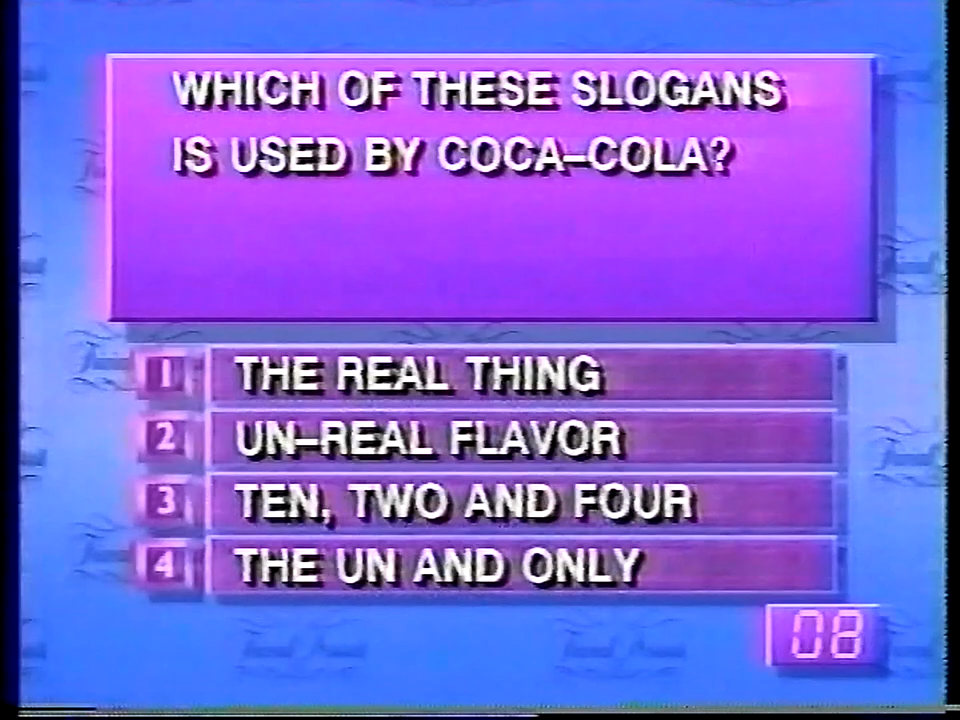 WHICH OF THESE SLOGANS
IS USED BY COCA–COLA?
1 THE REAL THING
2 UN–REAL FLAVOR
3 TEN, TWO AND FOUR
4 THE UN AND ONLY
08